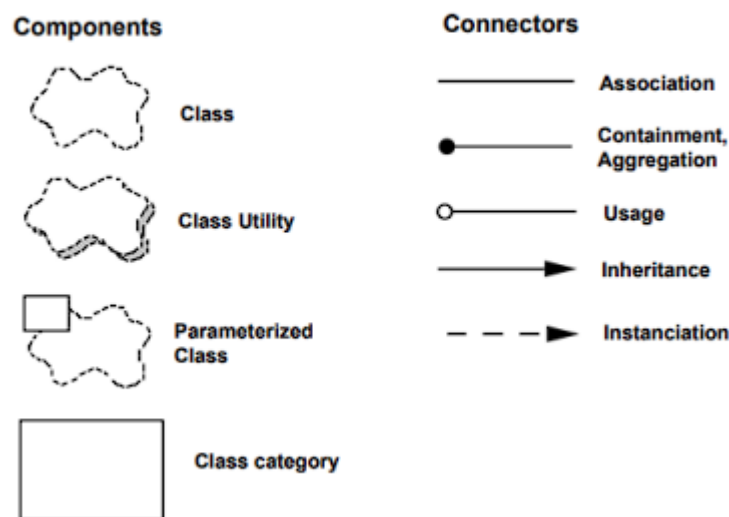 Components
Class
Class Utility
Parameterized
Class
Class category
Connectors
Association
Containment,
Aggregation
Usage
Inheritance
Instanciation